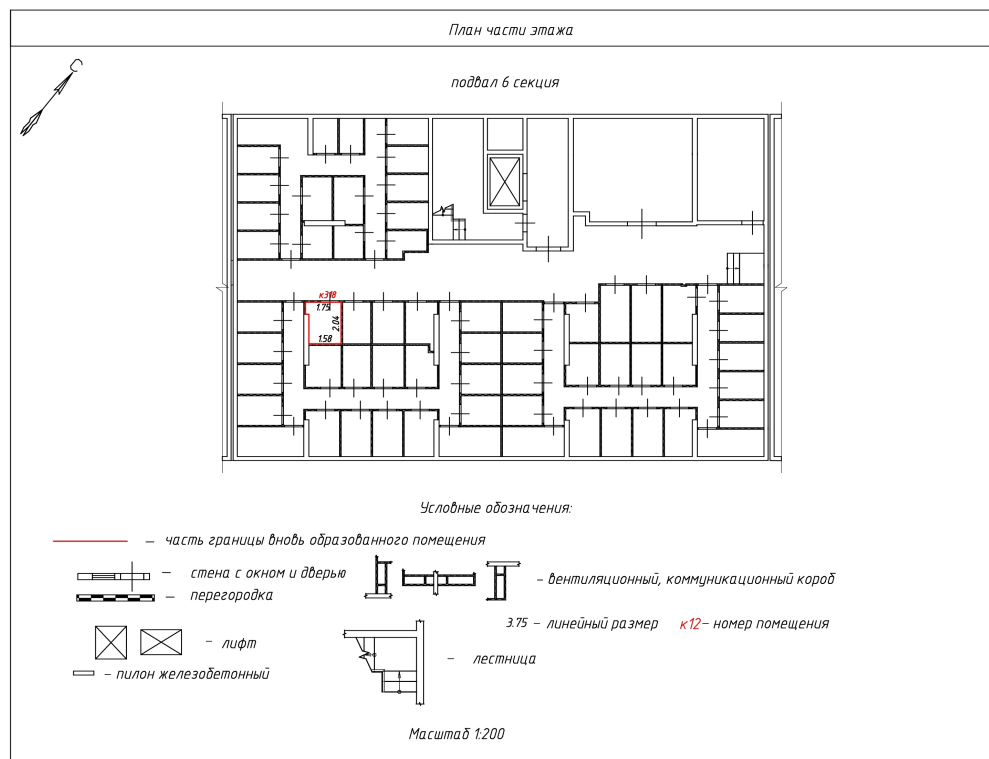 План части этажа
С
подвал 6 секция
к318
1.75
2.04
1.58
Условные обозначения:
— часть границы вновь образованного помещения
— стена с окном и дверью
— перегородка
— вентиляционный, коммуникационный короб
3.75 — линейный размер к12 — номер помещения
— лифт
— лестница
— пилон железобетонный
Масштаб 1:200